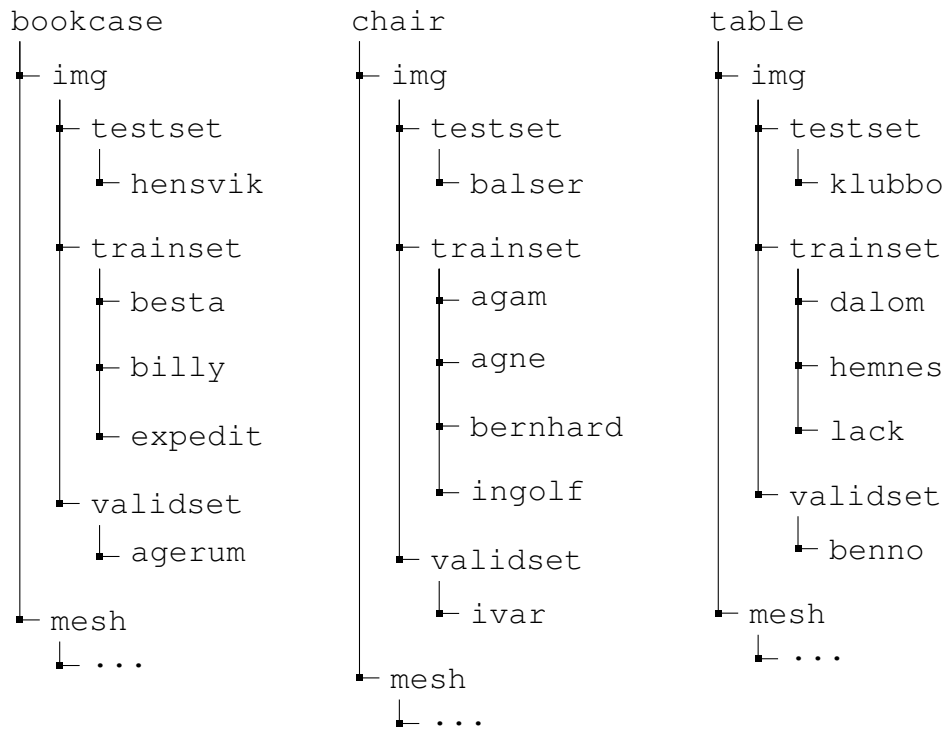 bookcase
img
testset
hensvik
trainset
besta
billy
expedit
validset
agerum
mesh
...
chair
img
testset
balser
trainset
agam
agne
bernhard
ingolf
validset
ivar
mesh
...
table
img
testset
klubbo
trainset
dalom
hemnes
lack
validset
benno
mesh
...